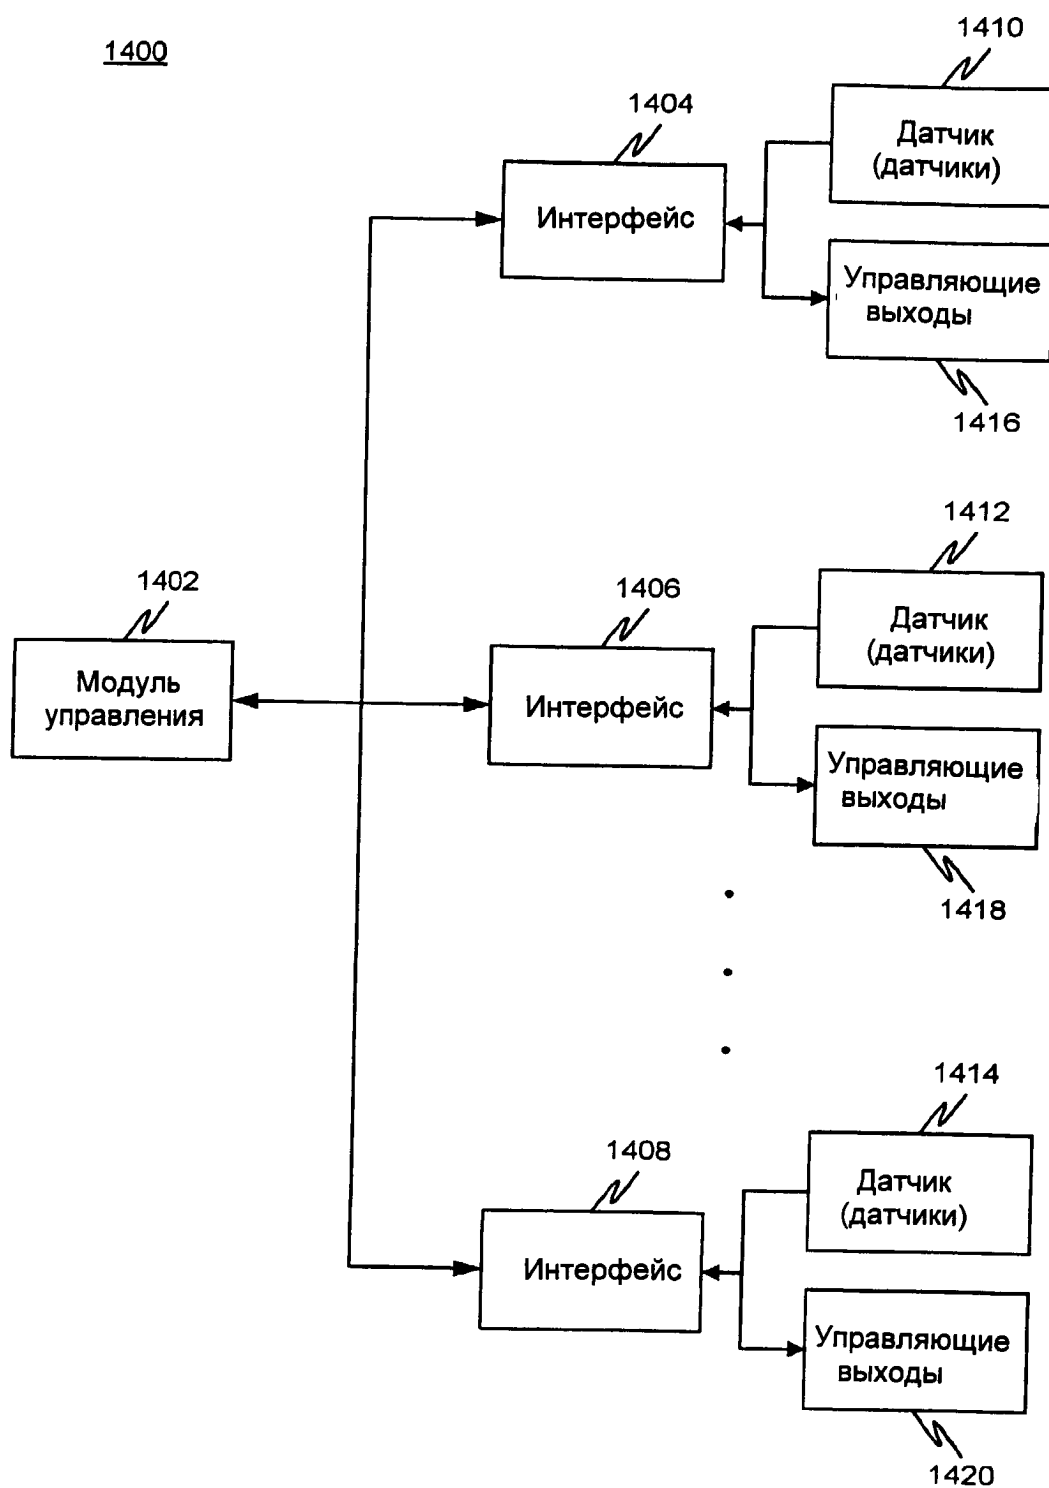 1400
1410
1404
Датчик
(датчики)
Интерфейс
Управляющие
выходы
1416
1412
1402
1406
Датчик
(датчики)
Модуль
управления
Интерфейс
Управляющие
выходы
1418
1414
1408
Датчик
(датчики)
Интерфейс
Управляющие
выходы
1420